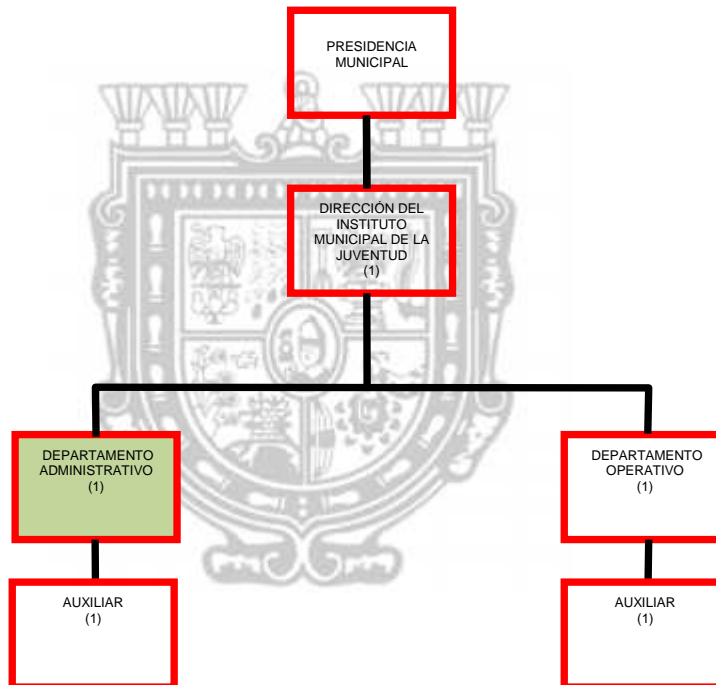 PRESIDENCIA
MUNICIPAL
DIRECCIÓN DEL
INSTITUTO
MUNICIPAL DE LA
JUVENTUD
(1)
DEPARTAMENTO
ADMINISTRATIVO
(1)
DEPARTAMENTO
OPERATIVO
(1)
AUXILIAR
(1)
AUXILIAR
(1)